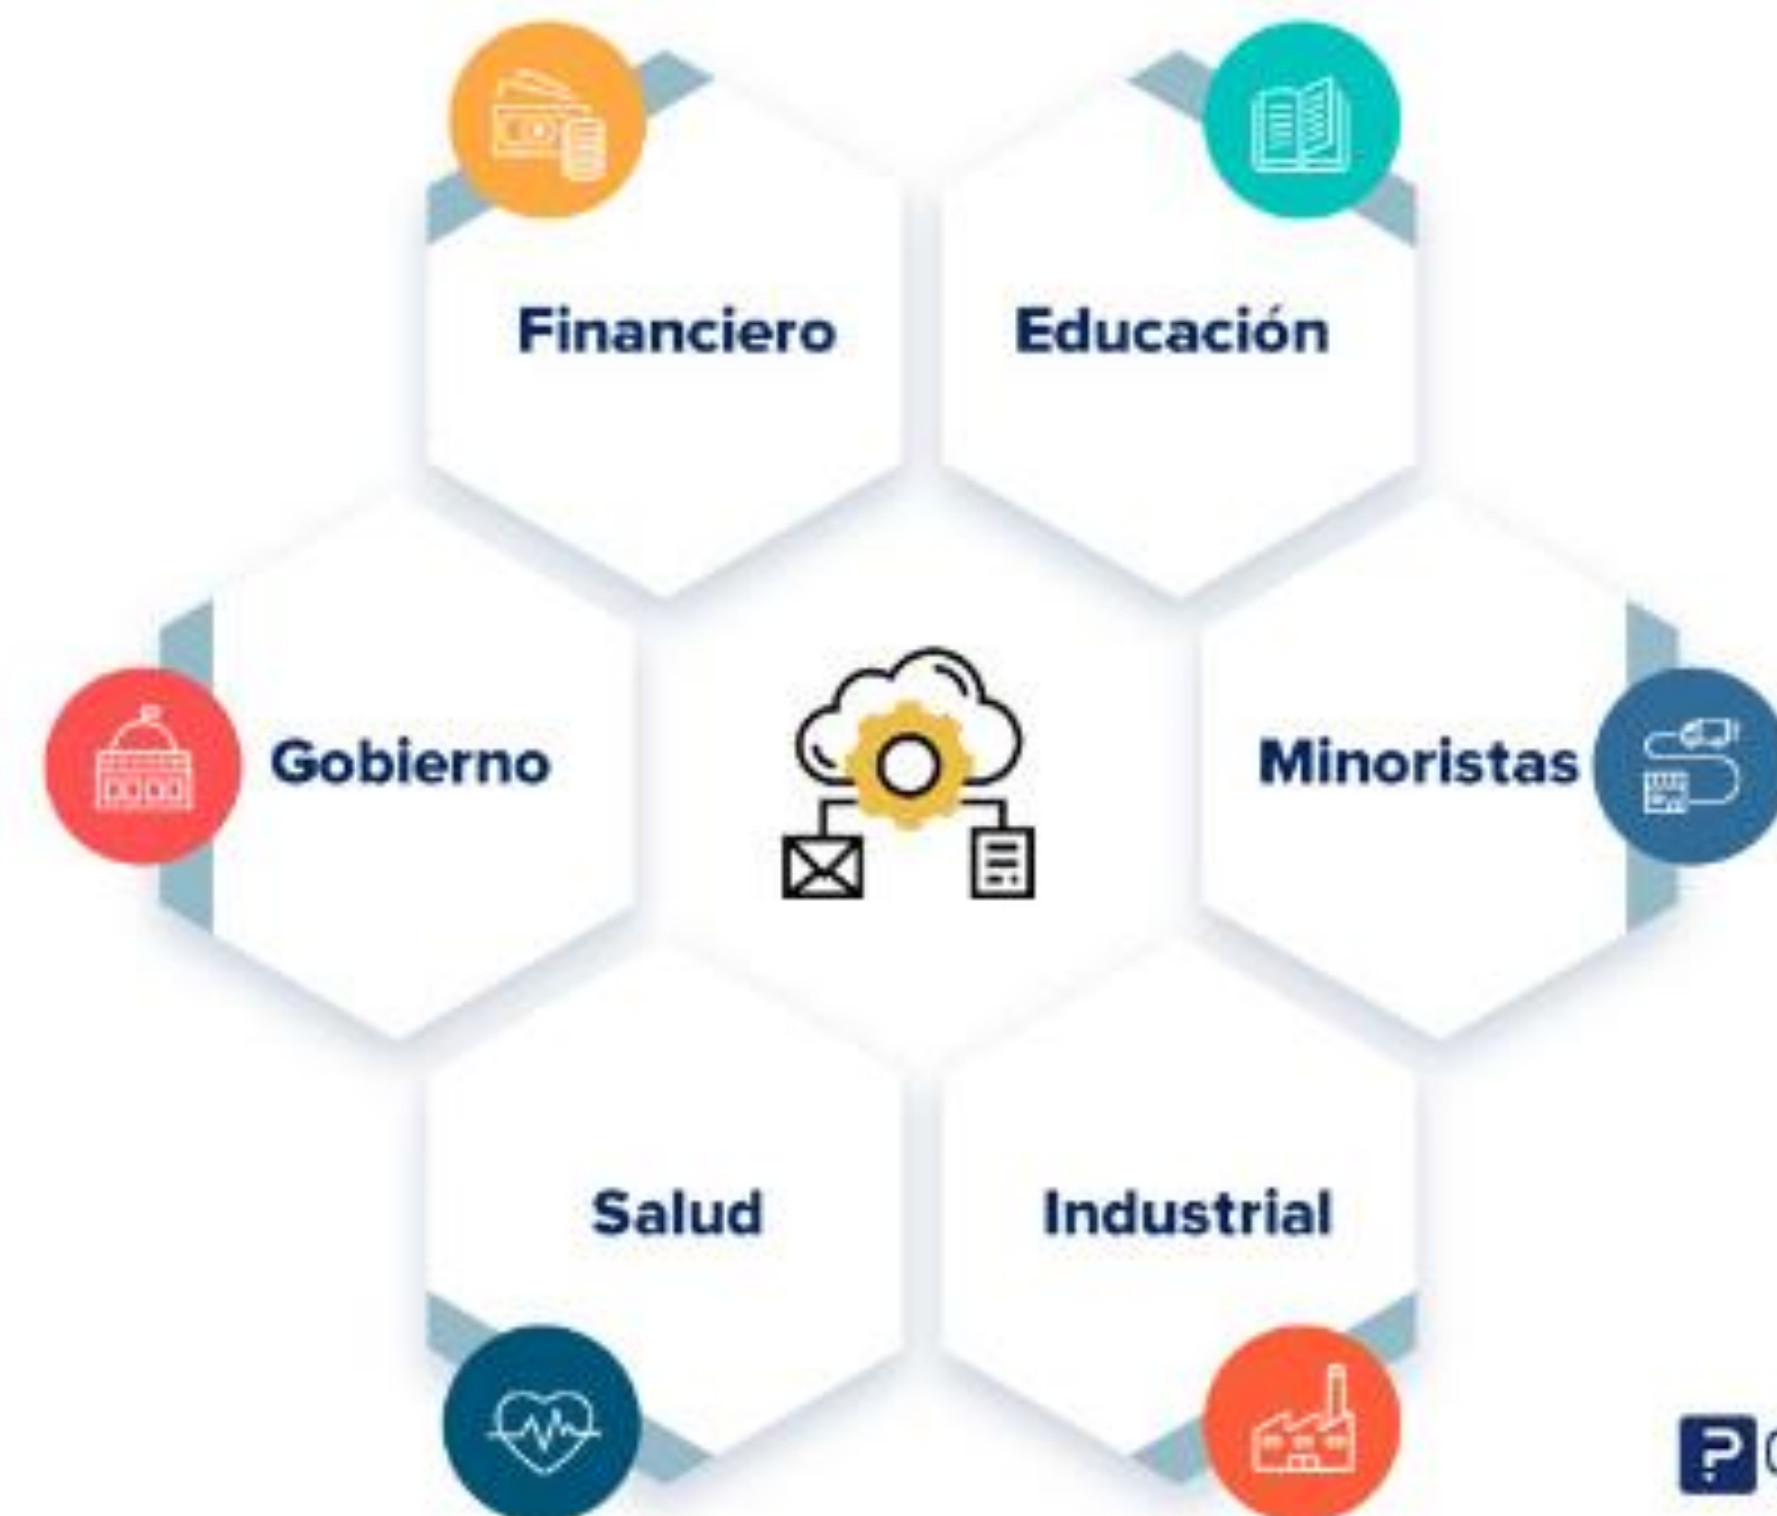 Financiero
Educación
Gobierno
Minoristas
Salud
Industrial